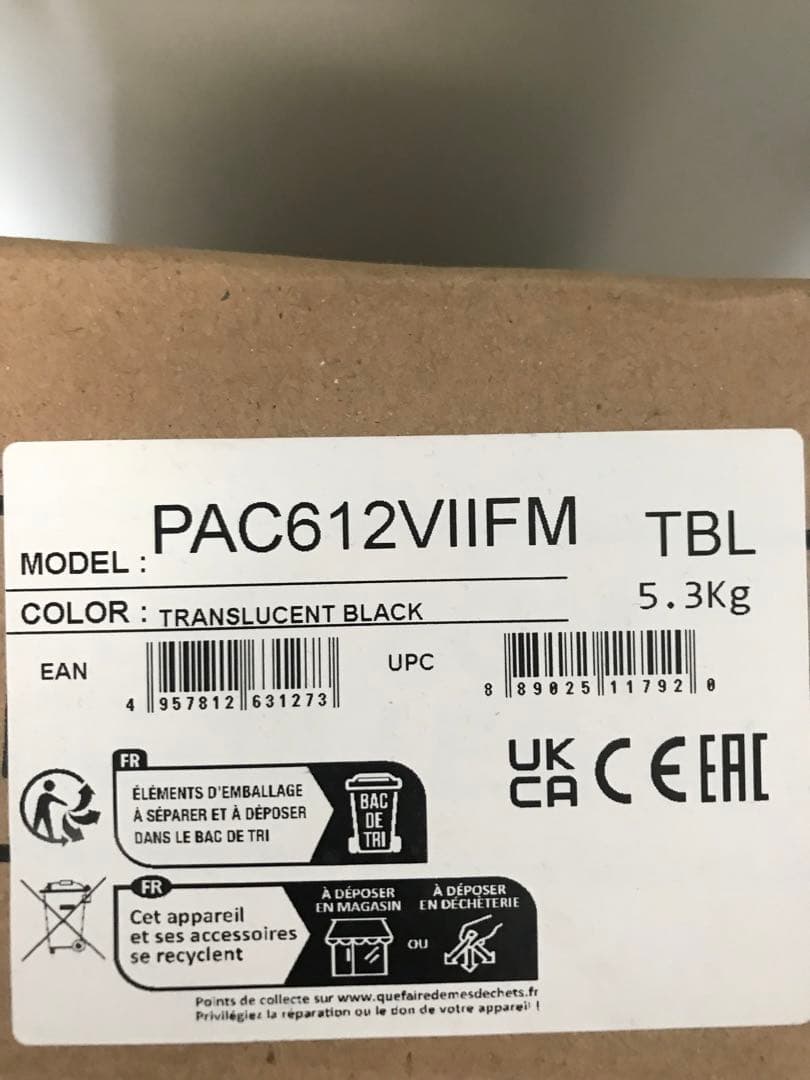 MODEL : PAC612VIIFM TBL
5.3Kg
COLOR : TRANSLUCENT BLACK
EAN
4 957812 631273
UPC
8 89025 11792 0
UK
CA CE EAC
FR
ÉLÉMENTS D'EMBALLAGE
À SÉPARER ET À DÉPOSER
DANS LE BAC DE TRI
BAC
DE
TRI
FR
Cet appareil
et ses accessoires
se recyclent
À DÉPOSER
EN MAGASIN
OU
À DÉPOSER
EN DÉCHÈTERIE
Points de collecte sur www.quefairedemesdechets.fr
Privilégiez la réparation ou le don de votre appareil !